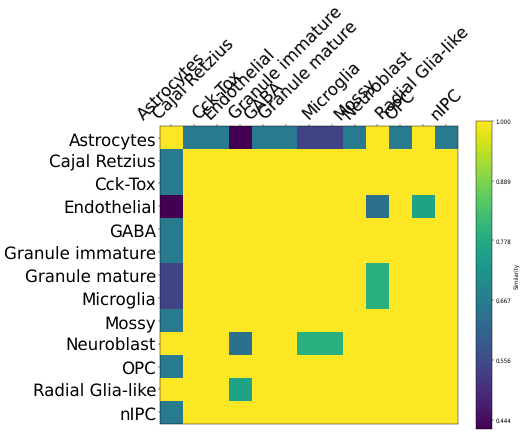 Astrocytes
Cajal Retzius
Cck-Tox
Endothelial
GABA
Granule immature
Granule mature
Microglia
Mossy
Neuroblast
OPC
Radial Glia-like
nIPC
Astrocytes
Cajal Retzius
Cck-Tox
Endothelial
GABA
Granule immature
Granule mature
Microglia
Mossy
Neuroblast
OPC
Radial Glia-like
nIPC
1.000
0.889
0.778
0.667
0.556
0.444
Similarity